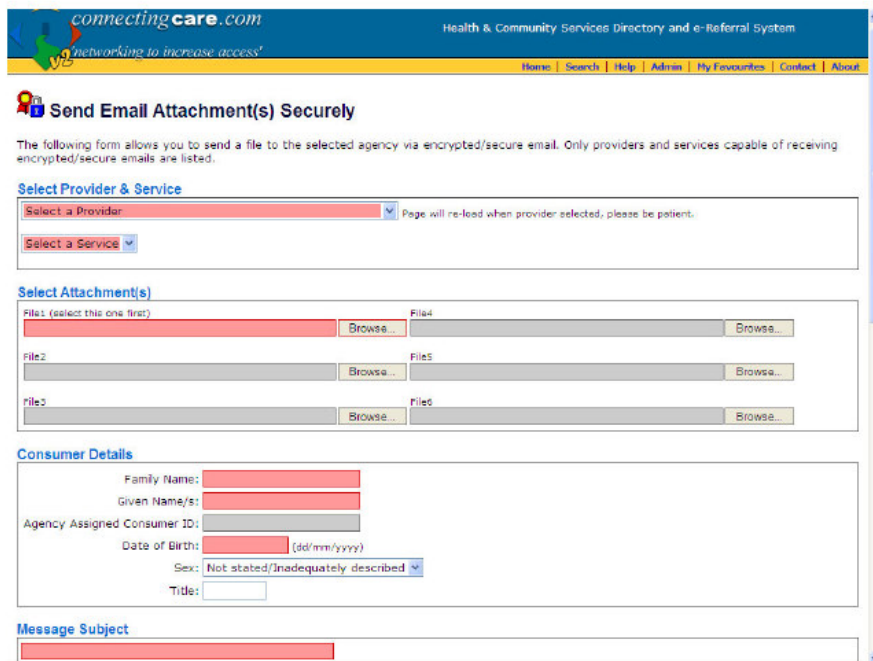 connectingcare.com
Health & Community Services Directory and e-Referral System
v2 'networking to increase access'
Home | Search | Help | Admin | My Favourites | Contact | About
Send Email Attachment(s) Securely
The following form allows you to send a file to the selected agency via encrypted/secure email. Only providers and services capable of receiving
encrypted/secure emails are listed.
Select Provider & Service
Select a Provider Page will re-load when provider selected, please be patient.
Select a Service
Select Attachment(s)
File1 (select this one first) File4
Browse... Browse...
File2 File5
Browse... Browse...
File3 File6
Browse... Browse...
Consumer Details
Family Name:
Given Name/s:
Agency Assigned Consumer ID:
Date of Birth: (dd/mm/yyyy)
Sex: Not stated/Inadequately described
Title:
Message Subject